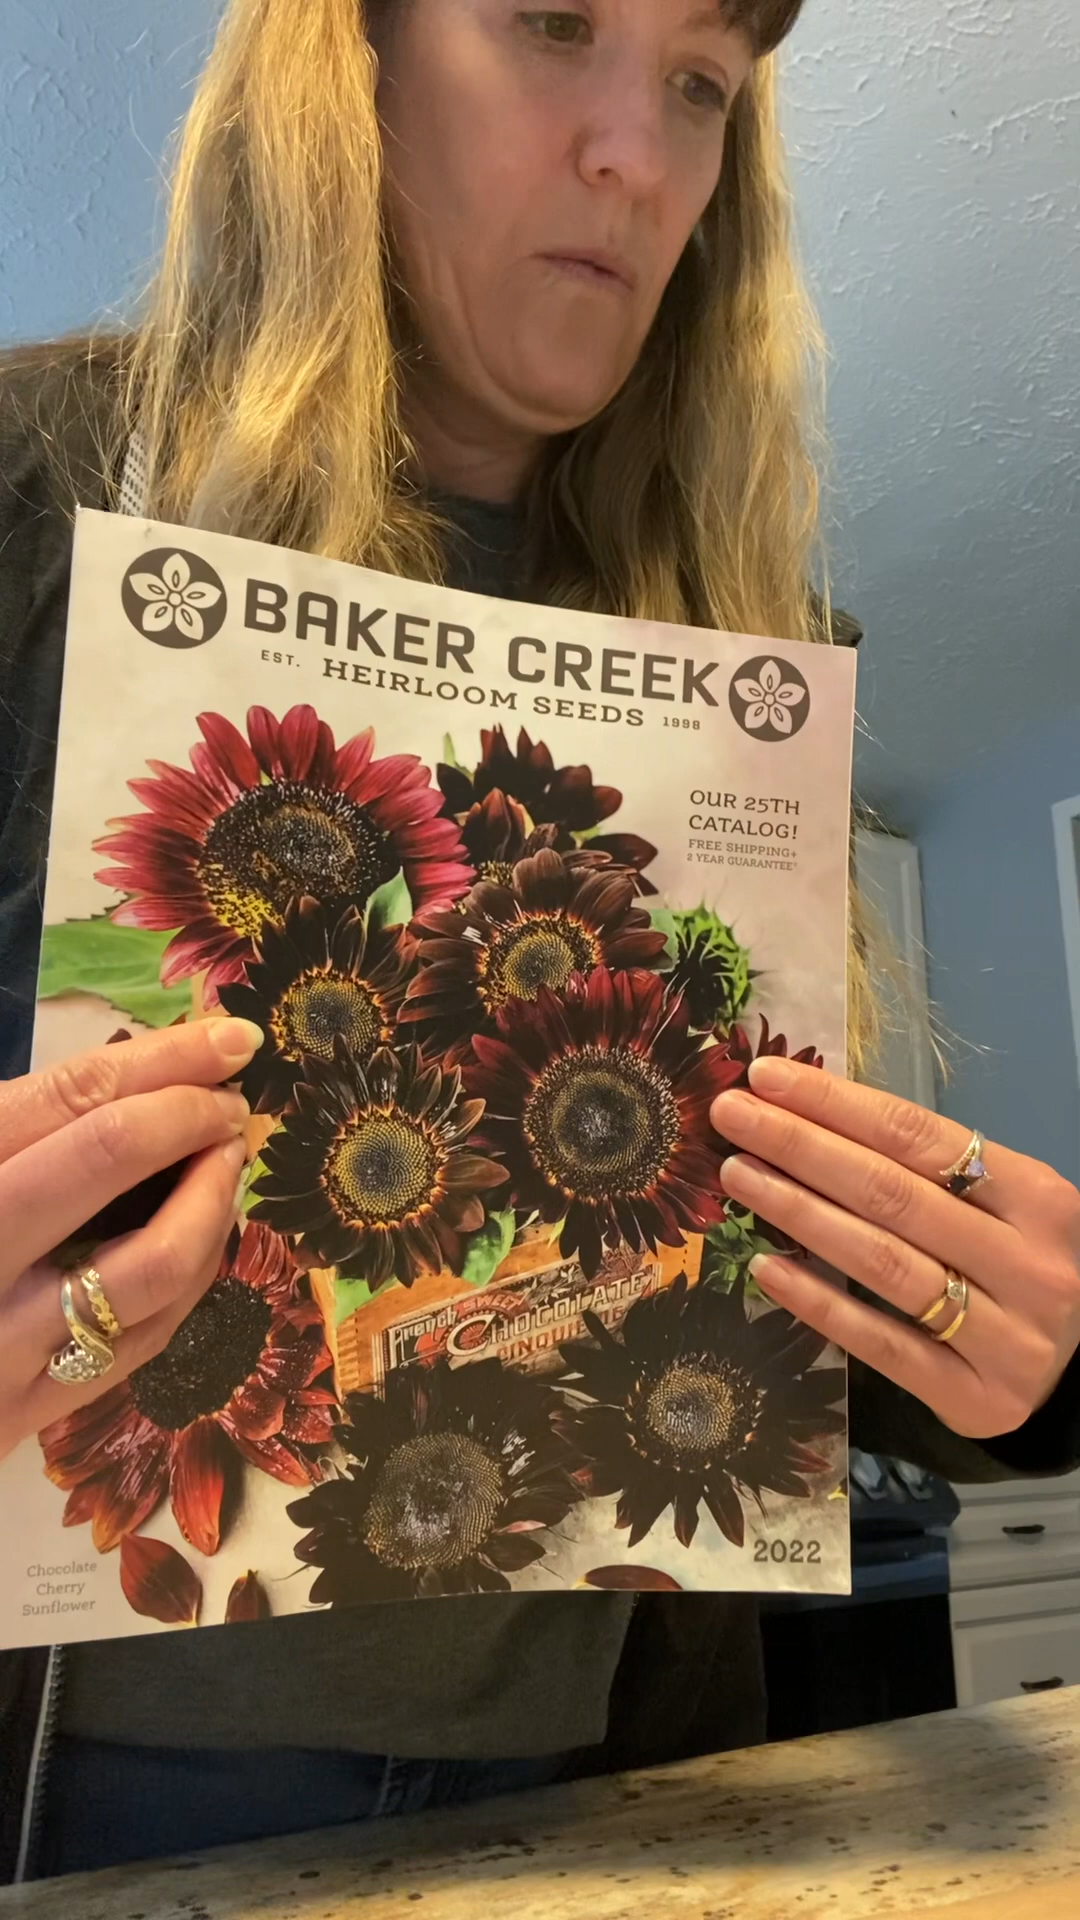 BAKER CREEK
EST. HEIRLOOM SEEDS 1998
OUR 25TH
CATALOG!
FREE SHIPPING+
2 YEAR GUARANTEE*
French SWEET
CHOCOLATE
2022
Chocolate
Cherry
Sunflower